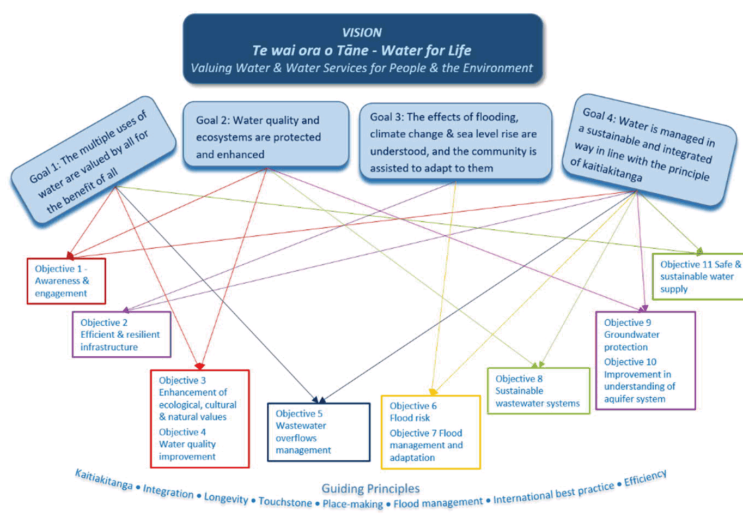 VISION
Te wai ora o Tāne - Water for Life
Valuing Water & Water Services for People & the Environment
Goal 1: The multiple uses of
water are valued by all for
the benefit of all
Goal 2: Water quality and
ecosystems are protected
and enhanced
Goal 3: The effects of flooding,
climate change & sea level rise are
understood, and the community is
assisted to adapt to them
Goal 4: Water is managed in
a sustainable and integrated
way in line with the principle
of kaitiakitanga
Objective 1 -
Awareness &
engagement
Objective 2
Efficient & resilient
infrastructure
Objective 3
Enhancement of
ecological, cultural
& natural values
Objective 4
Water quality
improvement
Objective 5
Wastewater
overflows
management
Objective 6
Flood risk
Objective 7 Flood
management and
adaptation
Objective 8
Sustainable
wastewater systems
Objective 9
Groundwater
protection
Objective 10
Improvement in
understanding of
aquifer system
Objective 11 Safe &
sustainable water
supply
Guiding Principles
Kaitiakitanga • Integration • Longevity • Touchstone • Place-making • Flood management • International best practice • Efficiency